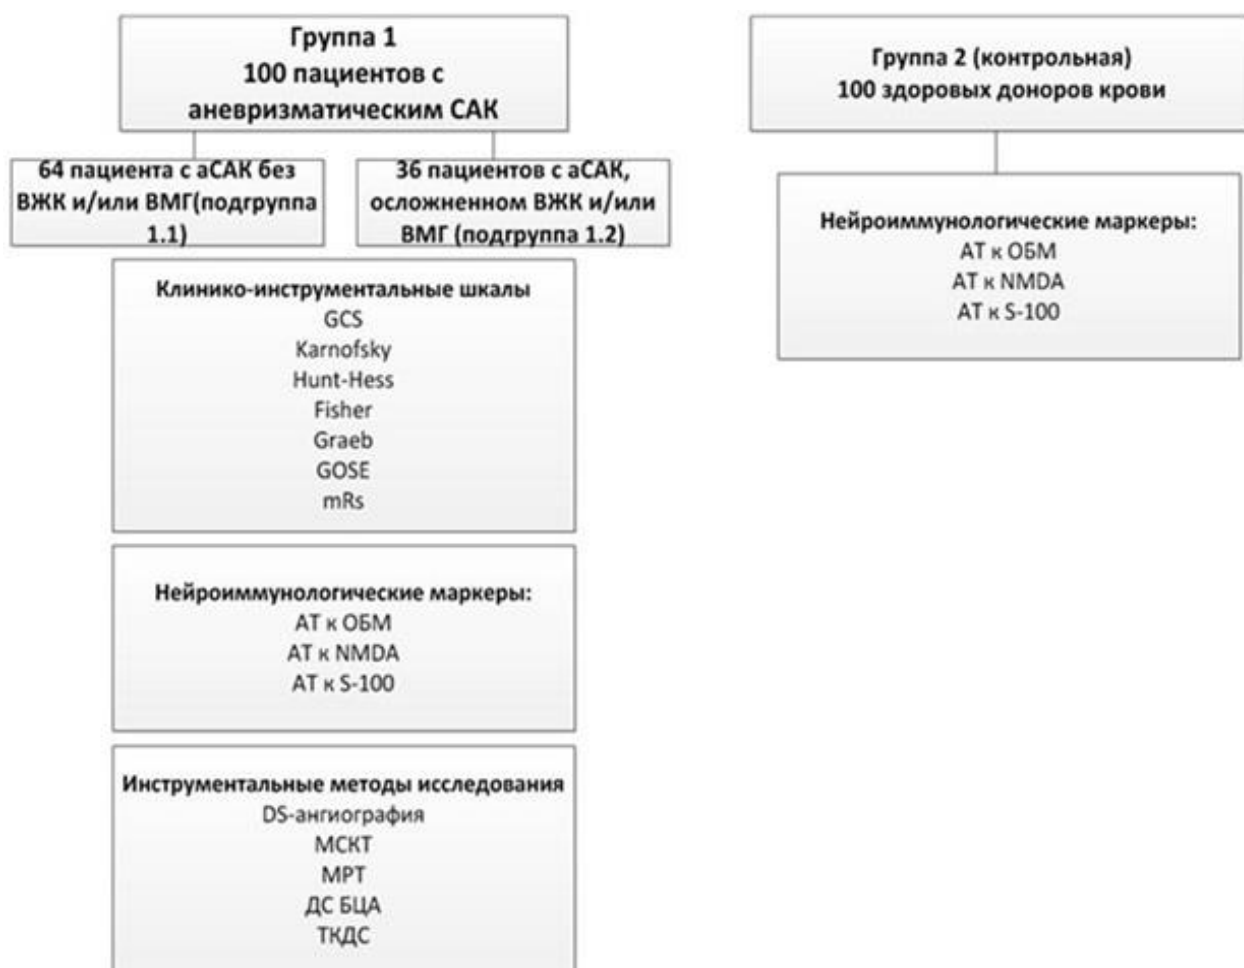 Группа 1
100 пациентов с
аневризматическим САК
64 пациента с аСАК без
ВЖК и/или ВМГ(подгруппа
1.1)
36 пациентов с аСАК,
осложненном ВЖК и/или
ВМГ (подгруппа 1.2)
Клинико-инструментальные шкалы
GCS
Karnofsky
Hunt-Hess
Fisher
Graeb
GOSE
mRs
Нейроиммунологические маркеры:
АТ к ОБМ
АТ к NMDA
АТ к S-100
Инструментальные методы исследования
DS-ангиография
МСКТ
МРТ
ДС БЦА
ТКДС
Группа 2 (контрольная)
100 здоровых доноров крови
Нейроиммунологические маркеры:
АТ к ОБМ
АТ к NMDA
АТ к S-100